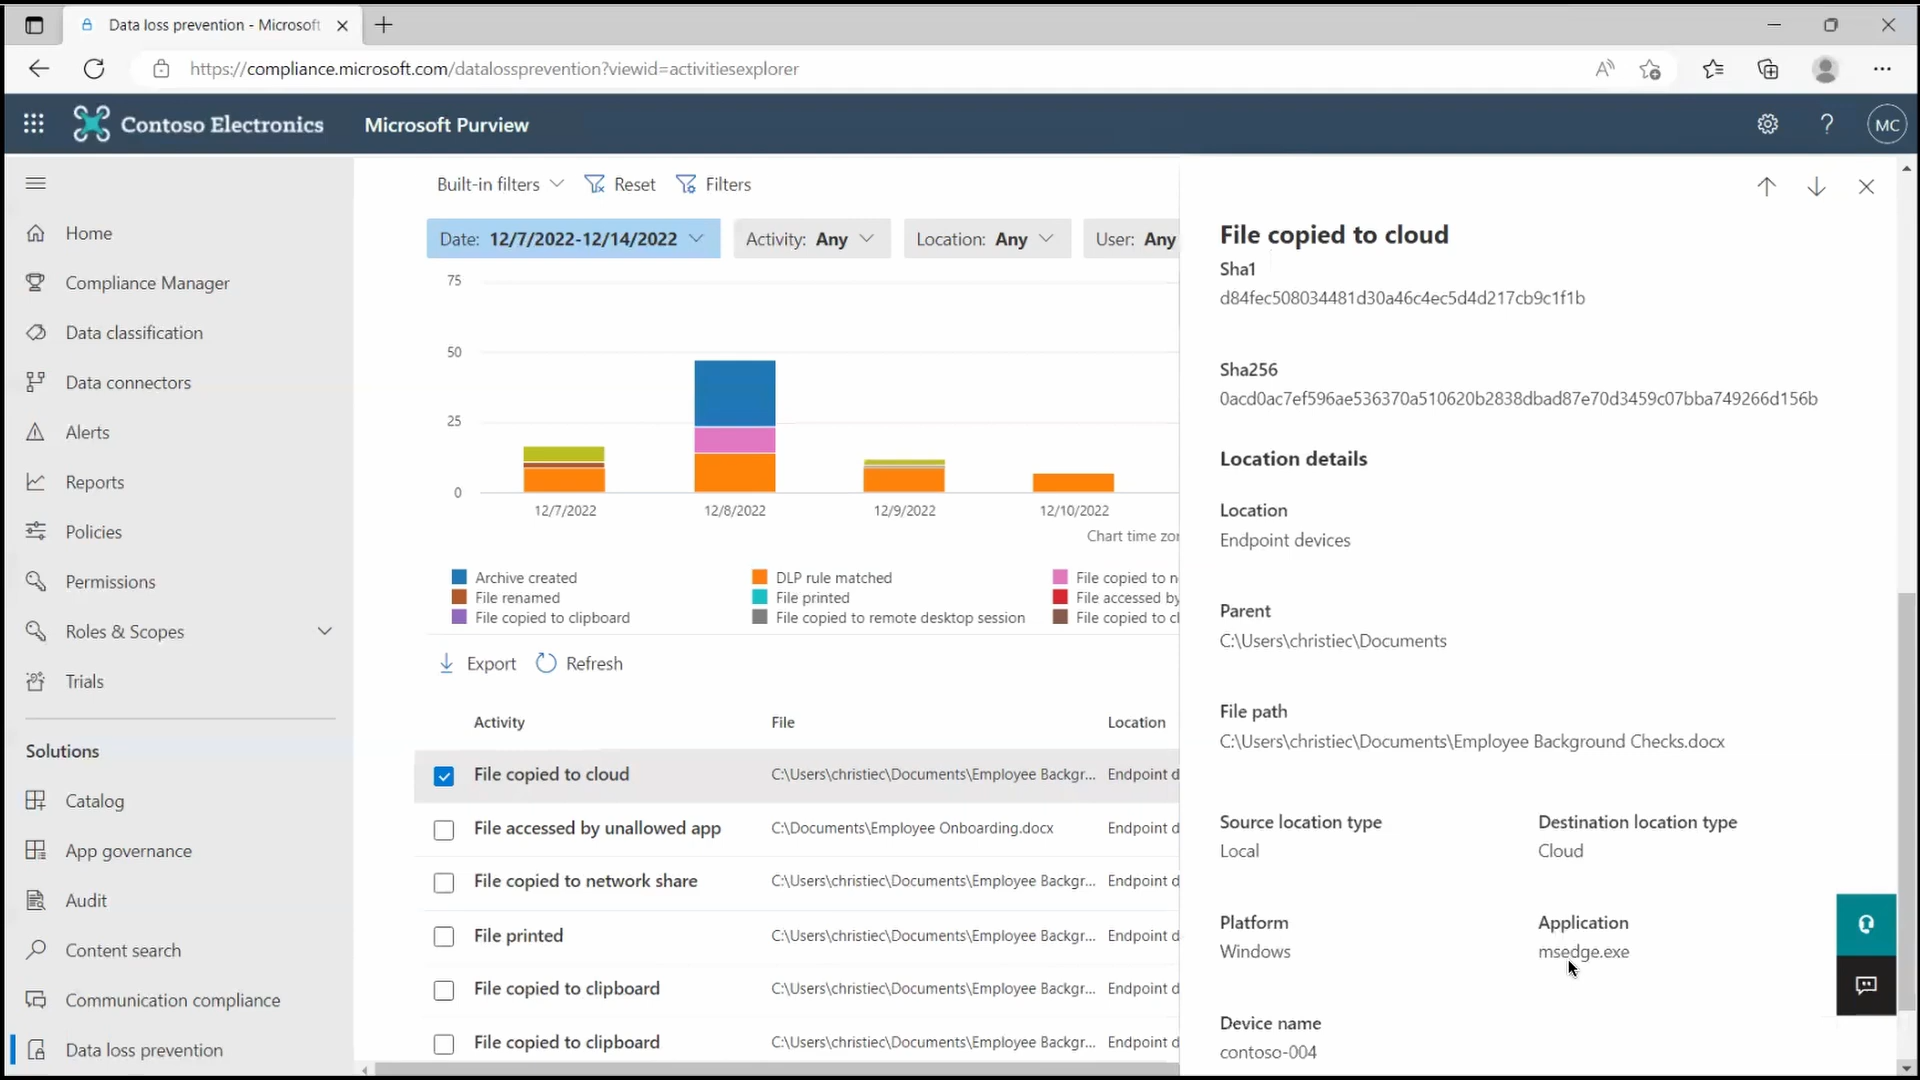 Data loss prevention - Microsoft
https://compliance.microsoft.com/datalossprevention?viewid=activitiesexplorer
Contoso Electronics
Microsoft Purview
MC
Home
Compliance Manager
Data classification
Data connectors
Alerts
Reports
Policies
Permissions
Roles & Scopes
Trials
Solutions
Catalog
App governance
Audit
Content search
Communication compliance
Data loss prevention
Built-in filters
Reset
Filters
Date: 12/7/2022-12/14/2022
Activity: Any
Location: Any
User: Any
75
50
25
0
12/7/2022
12/8/2022
12/9/2022
12/10/2022
Chart time zo
Archive created
DLP rule matched
File copied to n
File renamed
File printed
File accessed by
File copied to clipboard
File copied to remote desktop session
File copied to cl
Export
Refresh
Activity File Location
File copied to cloud C:\Users\christiec\Documents\Employee Backgr... Endpoint d
File accessed by unallowed app C:\Documents\Employee Onboarding.docx Endpoint d
File copied to network share C:\Users\christiec\Documents\Employee Backgr... Endpoint d
File printed C:\Users\christiec\Documents\Employee Backgr... Endpoint d
File copied to clipboard C:\Users\christiec\Documents\Employee Backgr... Endpoint d
File copied to clipboard C:\Users\christiec\Documents\Employee Backgr... Endpoint d
File copied to cloud
Sha1
d84fec508034481d30a46c4ec5d4d217cb9c1f1b
Sha256
0acd0ac7ef596ae536370a510620b2838dbad87e70d3459c07bba749266d156b
Location details
Location
Endpoint devices
Parent
C:\Users\christiec\Documents
File path
C:\Users\christiec\Documents\Employee Background Checks.docx
Source location type
Local
Destination location type
Cloud
Platform
Windows
Application
msedge.exe
Device name
contoso-004